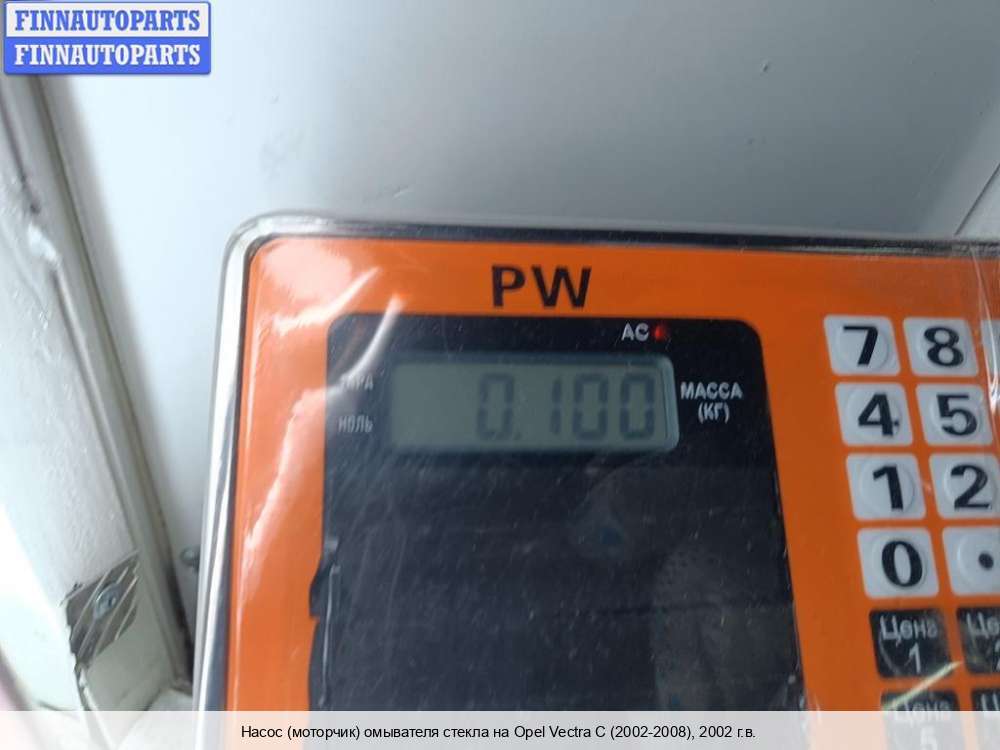 FINNAUTOPARTS
FINNAUTOPARTS
PW
AC
МАССА
(КГ)
0.100
НОЛЬ
7 8
4 5
1 2
0 .
Цена
1
Цена
5
Насос (моторчик) омывателя стекла на Opel Vectra C (2002-2008), 2002 г.в.